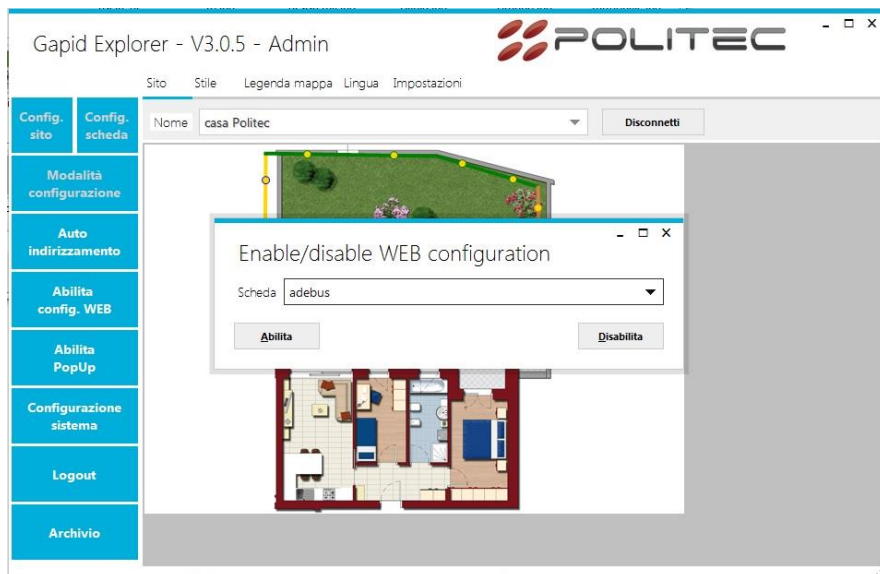 Gapid Explorer - V3.0.5 - Admin
POLITEC
Sito Stile Legenda mappa Lingua Impostazioni
Config. sito
Config. scheda
Nome casa Politec Disconnetti
Modalità
configurazione
Auto
indirizzamento
Abilita
config. WEB
Abilita
PopUp
Configurazione
sistema
Logout
Archivio
Enable/disable WEB configuration
Scheda adebus
Abilita Disabilita